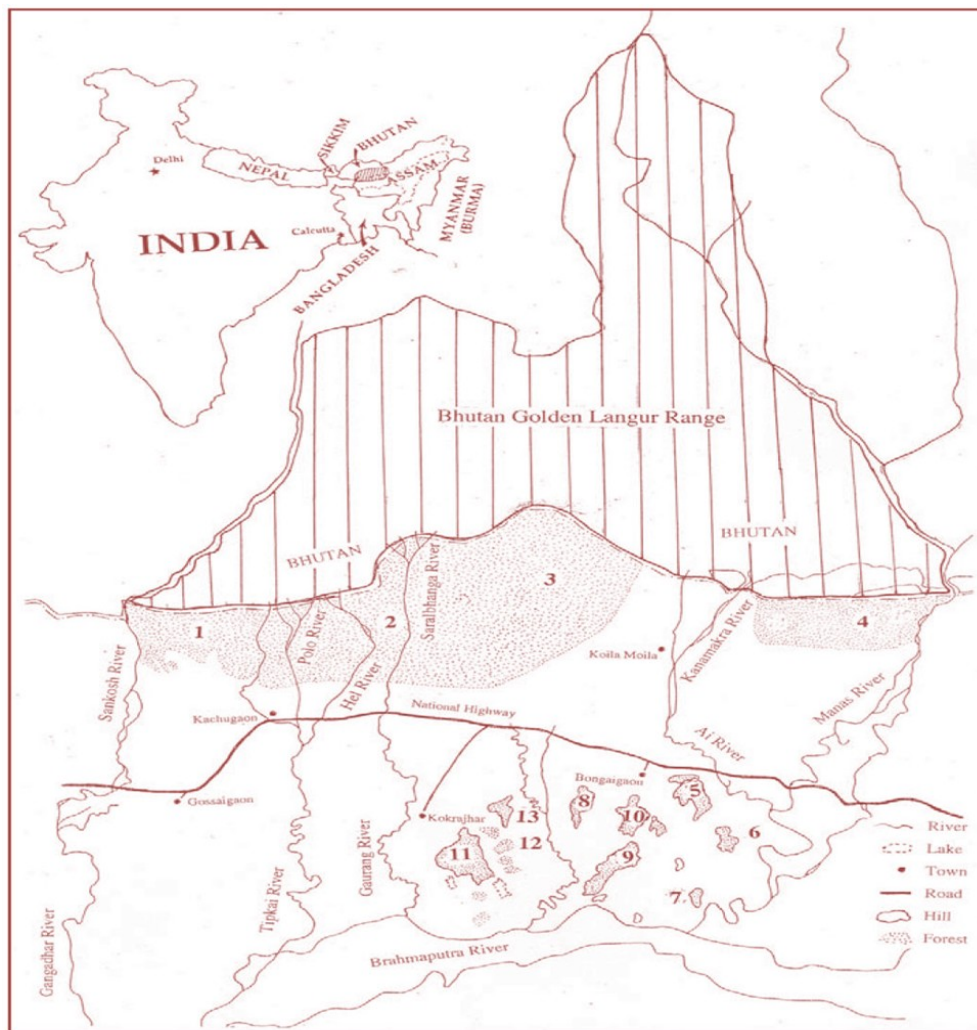 SIKKIM
BHUTAN
Delhi
NEPAL
ASSAM
MYANMAR
(BURMA)
INDIA
Calcutta
BANGLADESH
Bhutan Golden Langur Range
BHUTAN
BHUTAN
1
2
3
4
Sankosh River
Polo River
Hel River
Saralbhanga River
Koila Moila
Kanamakra River
Manas River
Kachugaon
National Highway
Ai River
Gossaigaon
Bongaigaon
Kokrajhar
5
6
7
8
9
10
11
12
13
Gangadhar River
Tipkai River
Gaurang River
Brahmaputra River
River
Lake
Town
Road
Hill
Forest